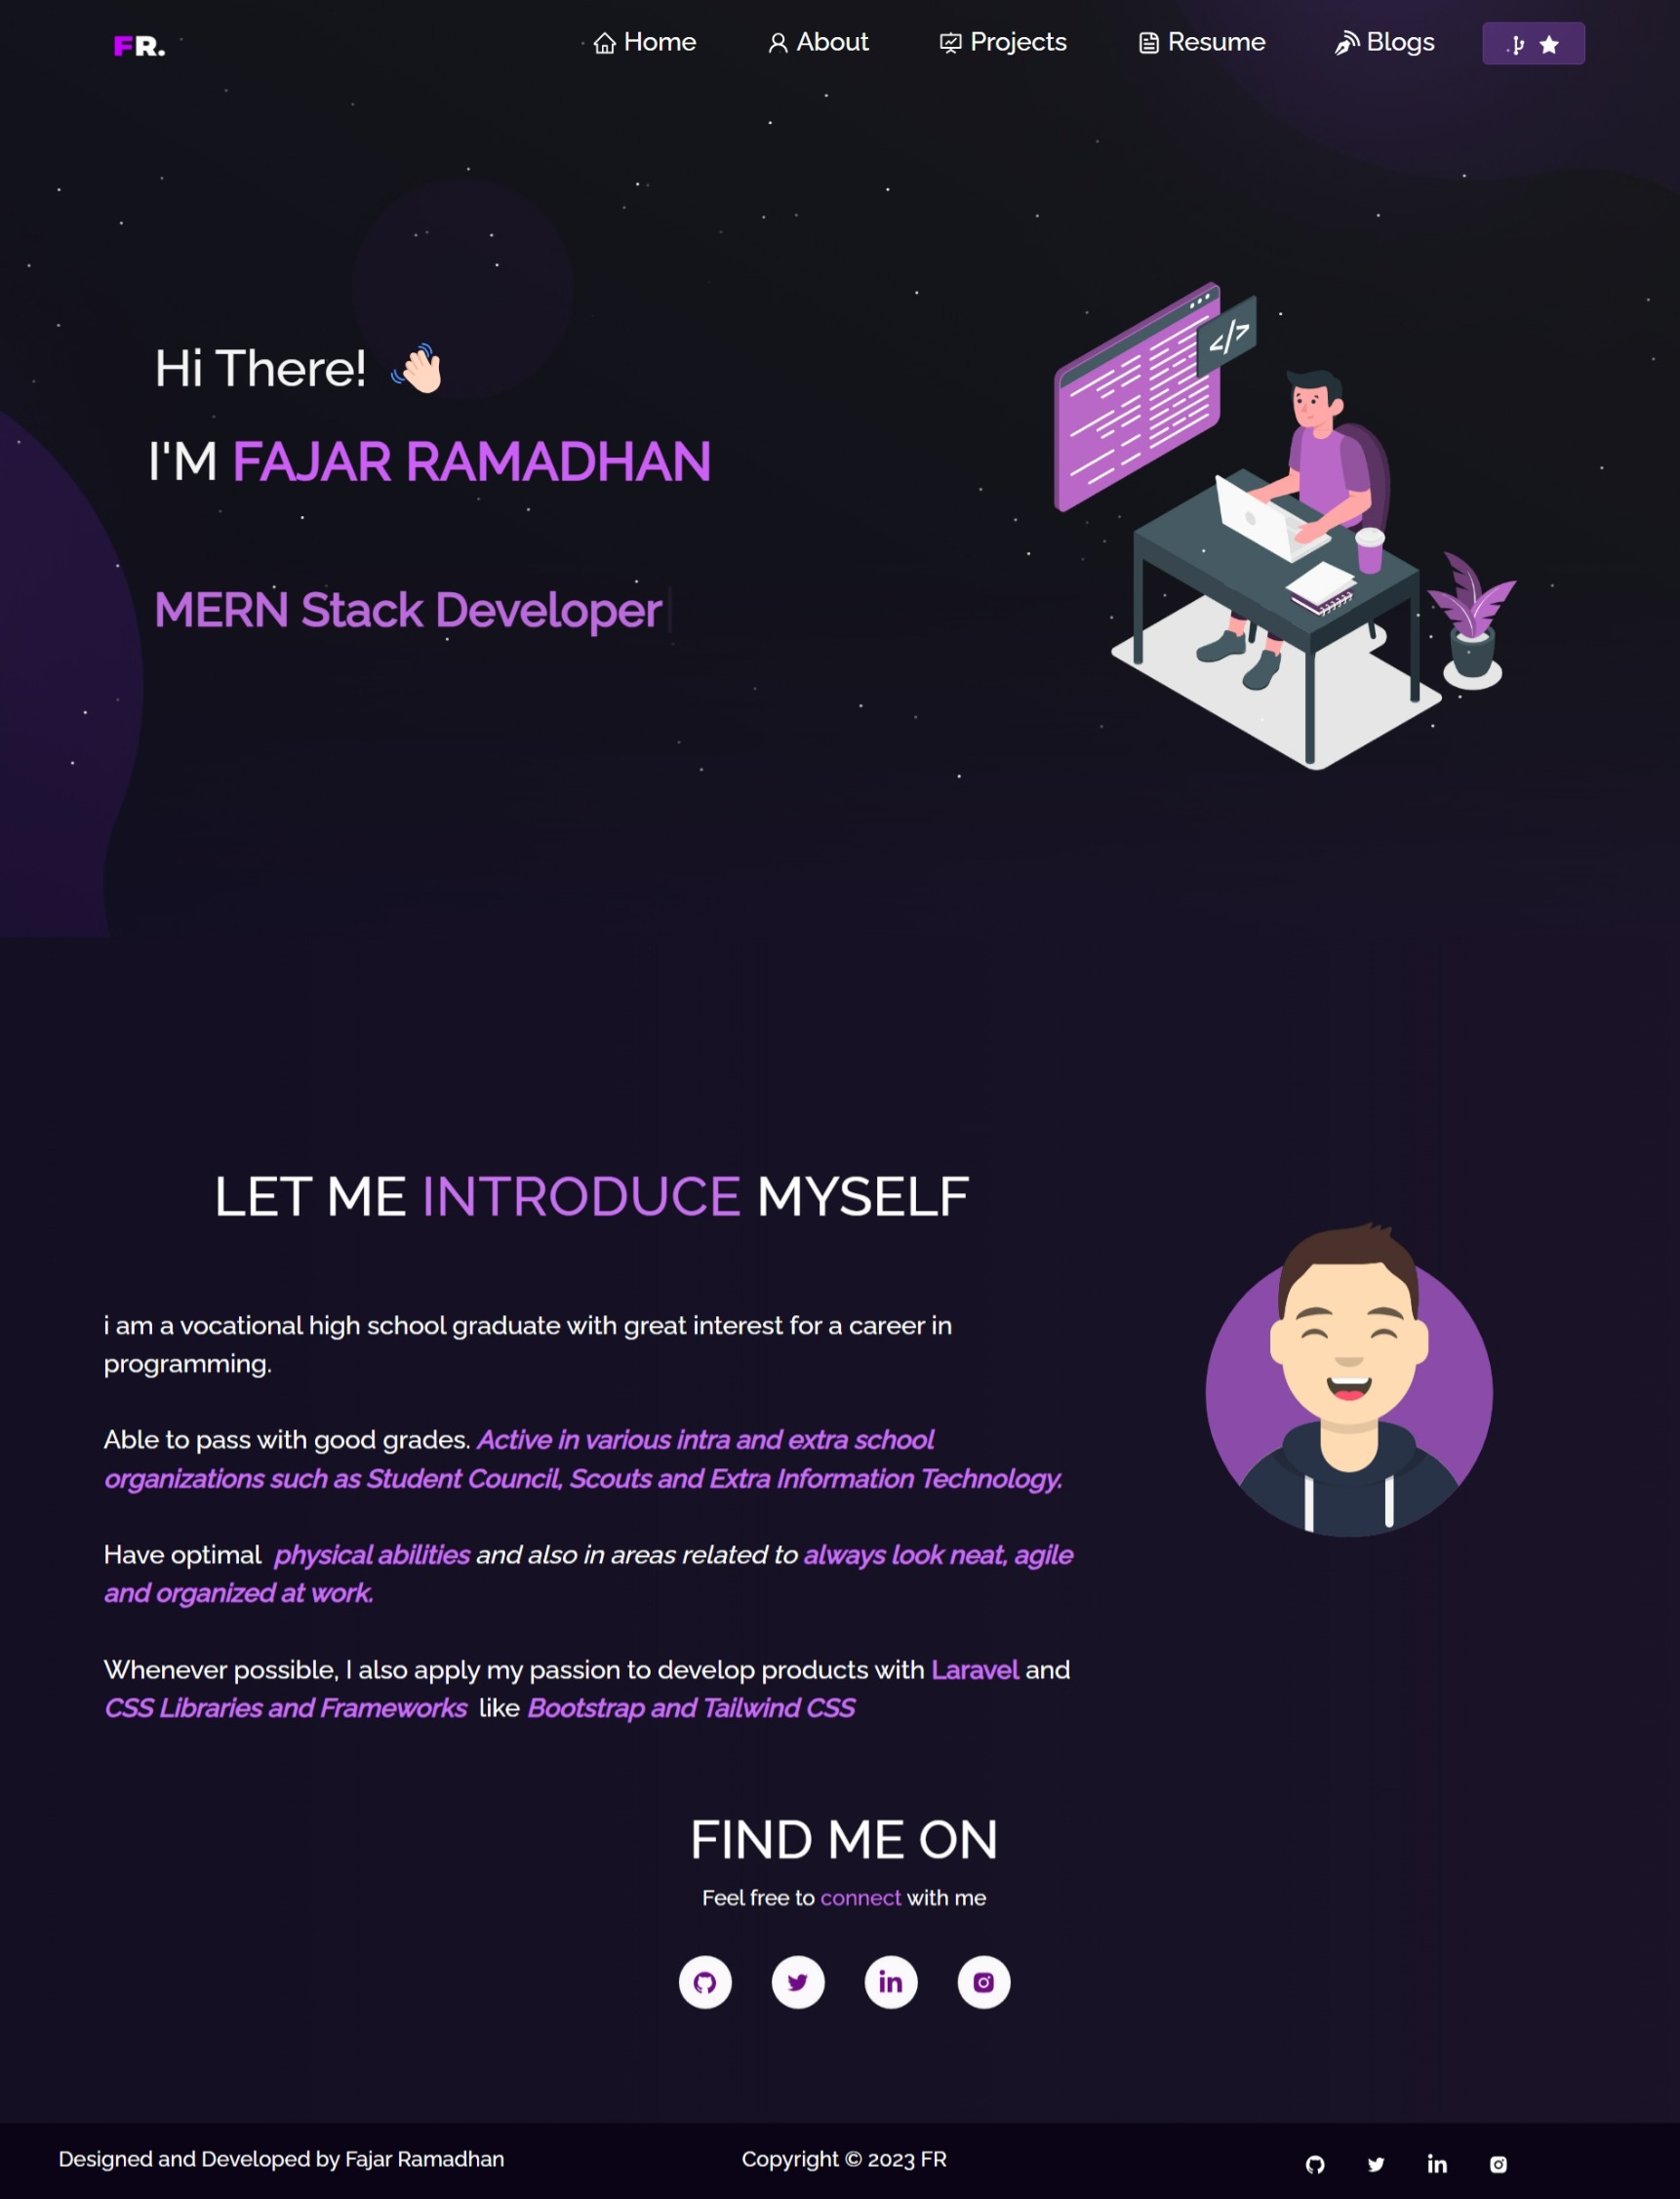 FR.
Home
About
Projects
Resume
Blogs
Hi There!
</>
I'M FAJAR RAMADHAN
MERN Stack Developer
LET ME INTRODUCE MYSELF
i am a vocational high school graduate with great interest for a career in
programming.
Able to pass with good grades. Active in various intra and extra school
organizations such as Student Council, Scouts and Extra Information Technology.
Have optimal physical abilities and also in areas related to always look neat, agile
and organized at work.
Whenever possible, I also apply my passion to develop products with Laravel and
CSS Libraries and Frameworks like Bootstrap and Tailwind CSS
FIND ME ON
Feel free to connect with me
in
Designed and Developed by Fajar Ramadhan
Copyright © 2023 FR
in